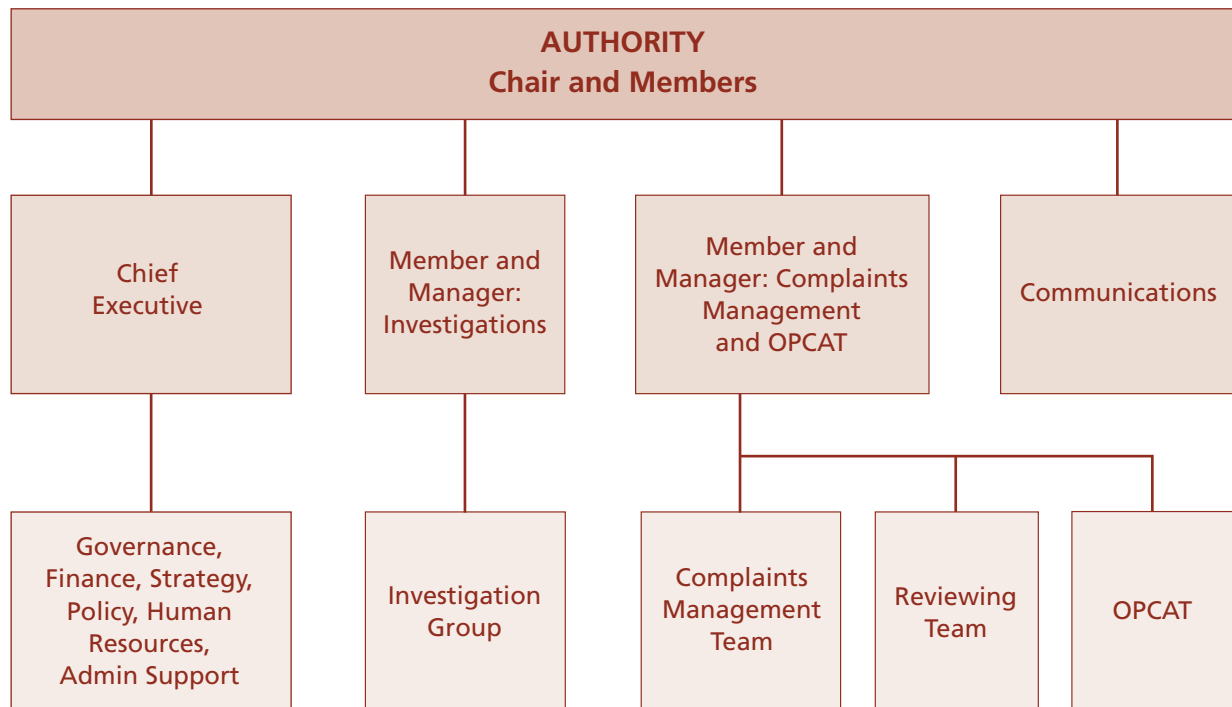 AUTHORITY
Chair and Members
Chief
Executive
Member and
Manager:
Investigations
Member and
Manager: Complaints
Management
and OPCAT
Communications
Governance,
Finance, Strategy,
Policy, Human
Resources,
Admin Support
Investigation
Group
Complaints
Management
Team
Reviewing
Team
OPCAT